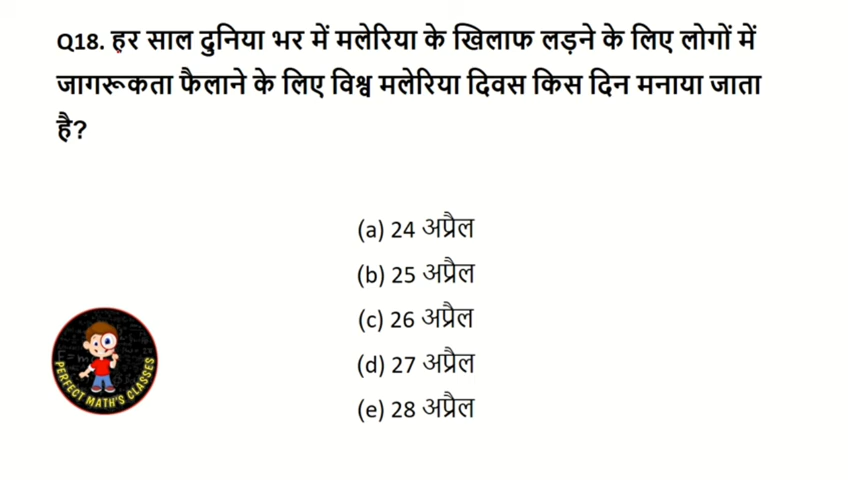 Q18. हर साल दुनिया भर में मलेरिया के खिलाफ लड़ने के लिए लोगों में
जागरूकता फैलाने के लिए विश्व मलेरिया दिवस किस दिन मनाया जाता
है?
(a) 24 अप्रैल
(b) 25 अप्रैल
(c) 26 अप्रैल
(d) 27 अप्रैल
(e) 28 अप्रैल
PERFECT MATH'S CLASSES